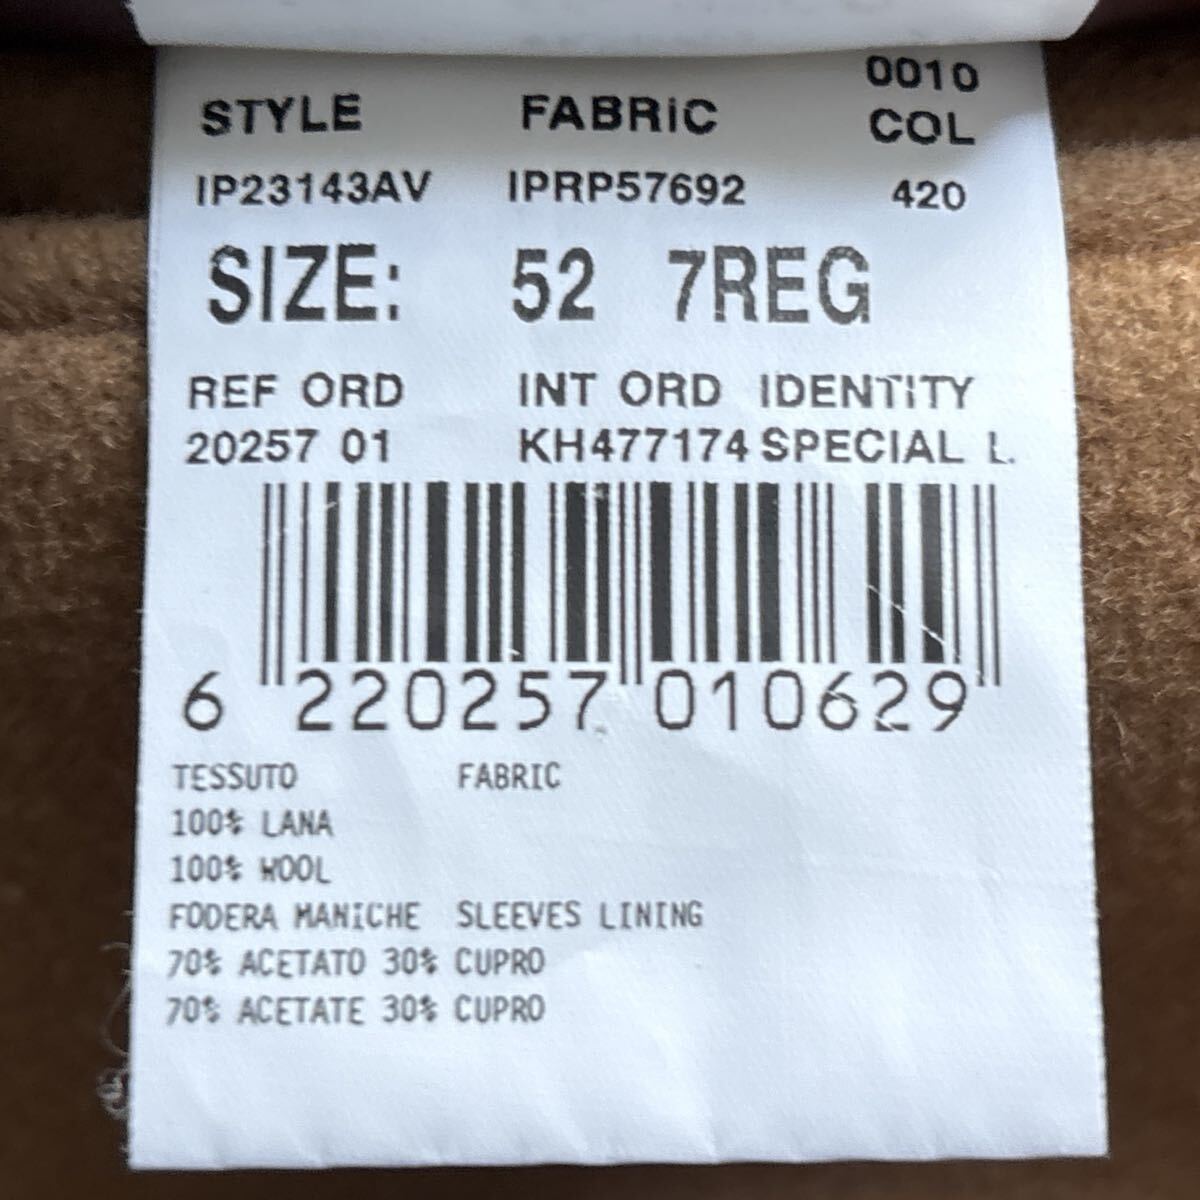 0010
STYLE FABRIC COL
IP23143AV IPRP57692 420
SIZE: 52 7REG
REF ORD INT ORD IDENTITY
20257 01 KH477174 SPECIAL L.
6 220257 010629
TESSUTO FABRIC
100% LANA
100% WOOL
FODERA MANICHE SLEEVES LINING
70% ACETATO 30% CUPRO
70% ACETATE 30% CUPRO